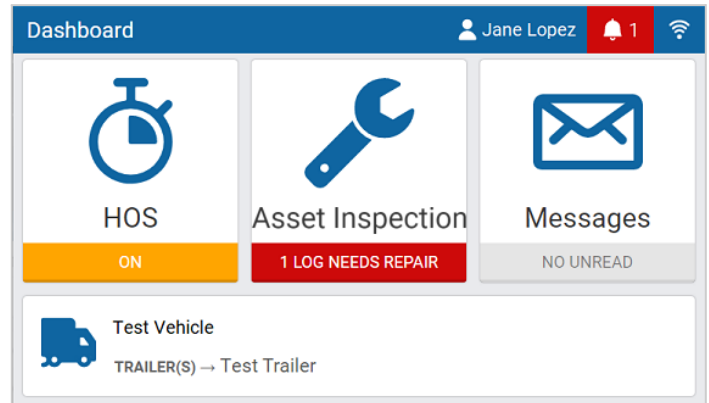 Dashboard
Jane Lopez
1
HOS
ON
Asset Inspection
1 LOG NEEDS REPAIR
Messages
NO UNREAD
Test Vehicle
TRAILER(S) → Test Trailer